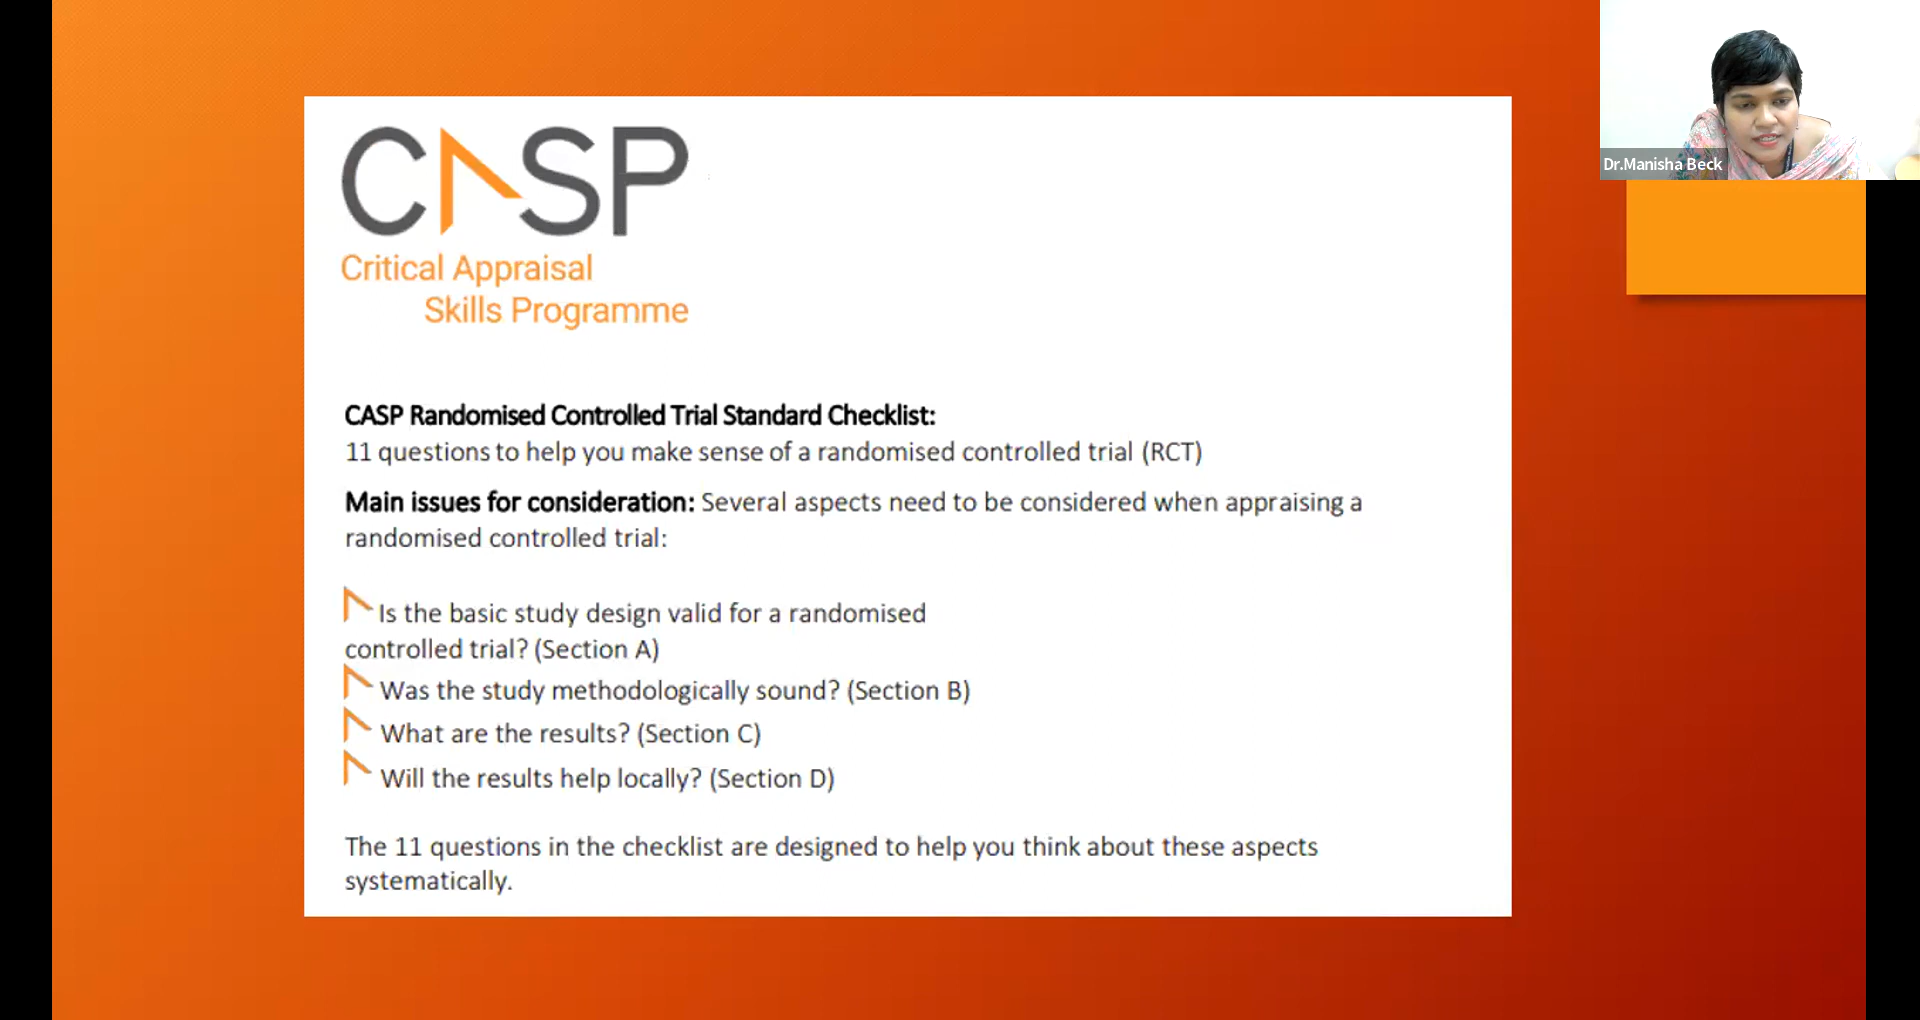 CASP
Critical Appraisal
Skills Programme
CASP Randomised Controlled Trial Standard Checklist:
11 questions to help you make sense of a randomised controlled trial (RCT)
Main issues for consideration: Several aspects need to be considered when appraising a
randomised controlled trial:
Is the basic study design valid for a randomised
controlled trial? (Section A)
Was the study methodologically sound? (Section B)
What are the results? (Section C)
Will the results help locally? (Section D)
The 11 questions in the checklist are designed to help you think about these aspects
systematically.
Dr.Manisha Beck